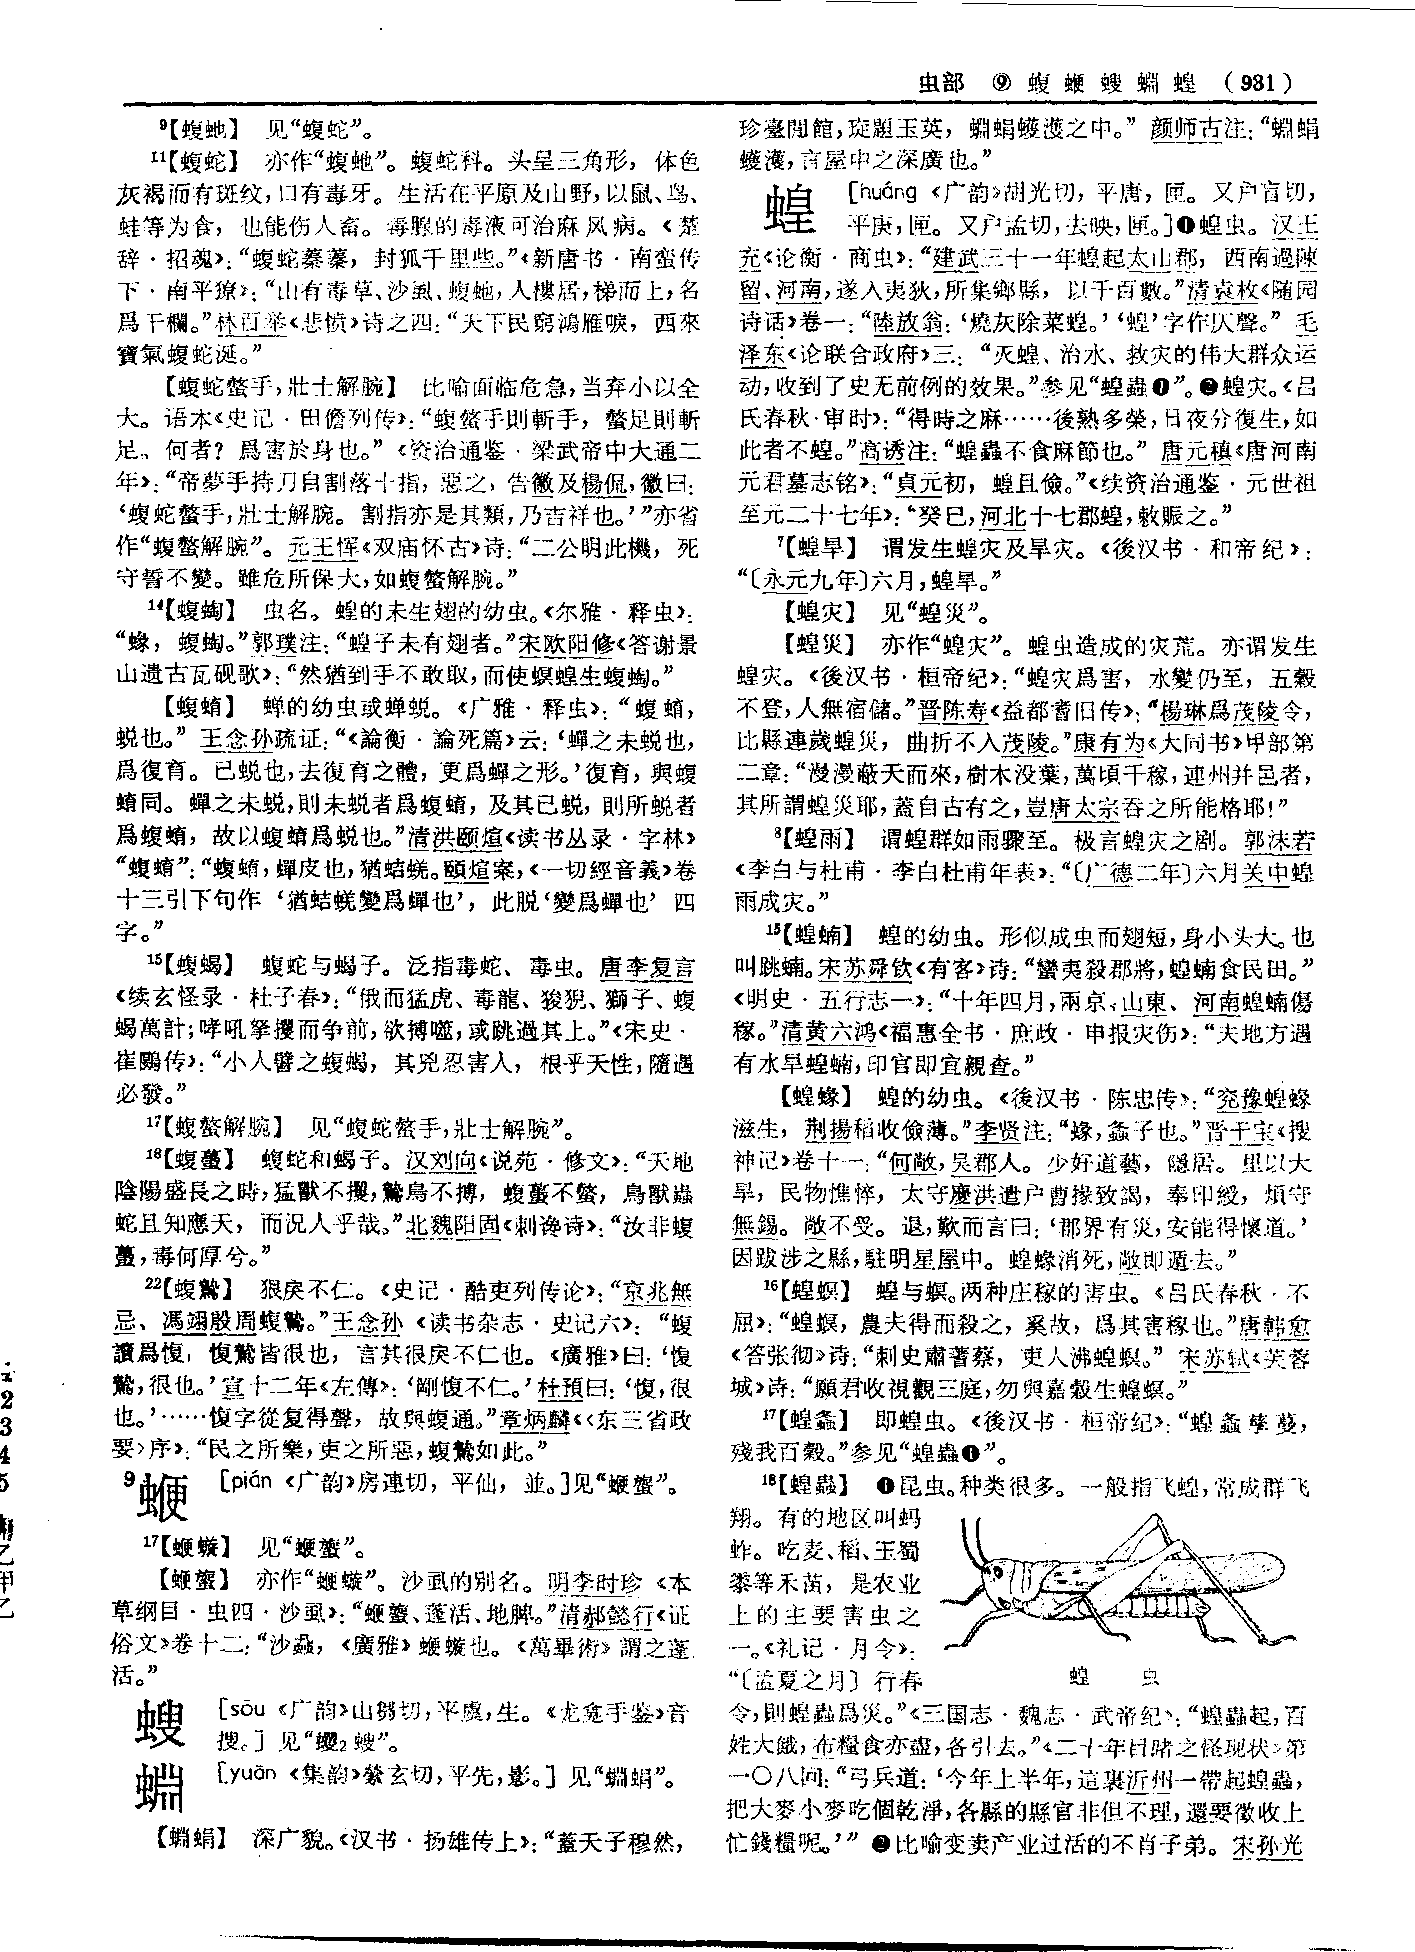 虫部 ⑨ 蝮蝘螋蜵蝗 （931）
⁹【蝮虵】 见“蝮蛇”。
¹¹【蝮蛇】 亦作“蝮虵”。蝮蛇科。头呈三角形，体色
灰褐而有斑纹，口有毒牙。生活在平原及山野，以鼠、鸟、
蛙等为食，也能伤人畜。毒腺的毒液可治麻风病。《楚
辞·招魂》：“蝮蛇蓁蓁，封狐千里些。”《新唐书·南蛮传
下·南平獠》：“山有毒草、沙虱、蝮虵，人樓居，梯而上，名
爲干欄。”《悲愤》诗之四：“天下民窮鴻雁唳，西來
寶氣蝮蛇涎。”
【蝮蛇螫手，壯士解腕】 比喻面临危急，当弃小以全
大。语本《史记·田儋列传》：“蝮螫手則斬手，螫足則斬
足。何者？爲害於身也。”《资治通鉴·梁武帝中大通二
年》：“帝夢手持刀自割落十指，惡之，告徽及楊侃，徽曰：
‘蝮蛇螫手，壯士解腕。割指亦是其類，乃吉祥也。’”亦省
作“蝮螫解腕”。元王恽《双庙怀古》诗：“二公明此機，死
守誓不變。雖危所保大，如蝮螫解腕。”
¹⁴【蝮蜪】 虫名。蝗的未生翅的幼虫。《尔雅·释虫》：
“蝝，蝮蜪。”郭璞注：“蝗子未有翅者。”宋欧阳修《答谢景
山遗古瓦砚歌》：“然猶到手不敢取，而使螟蝗生蝮蜪。”
【蝮蜟】 蝉的幼虫或蝉蜕。《广雅·释虫》：“蝮蜟，
蜕也。”王念孙疏证：“《論衡·論死篇》云：‘蟬之未蜕也，
爲復育。已蜕也，去復育之體，更爲蟬之形。’復育，與蝮
蜟同。蟬之未蜕，則未蜕者爲蝮蜟，及其已蜕，則所蜕者
爲蝮蜟，故以蝮蜟爲蜕也。”清洪颐煊《读书丛录·字林》
“蝮蜟”：“蝮蜟，蟬皮也，猶蛣蜣。頤煊案，《一切經音義》卷
十三引下句作‘猶蛣蜣變爲蟬也’，此脱‘變爲蟬也’四
字。”
¹⁵【蝮蝎】 蝮蛇与蝎子。泛指毒蛇、毒虫。唐李复言
《续玄怪录·杜子春》：“俄而猛虎、毒龍、狻猊、獅子、蝮
蝎萬計；哮吼拏攫而争前，欲搏噬，或跳過其上。”《宋史·
崔鶠传》：“小人譬之蝮蝎，其兇忍害人，根乎天性，隨遇
必發。”
¹⁷【蝮螫解腕】 见“蝮蛇螫手，壯士解腕”。
¹⁸【蝮蠆】 蝮蛇和蝎子。汉刘向《说苑·修文》：“天地
陰陽盛長之時，猛獸不攫，鷙鳥不搏，蝮蠆不螫，鳥獸蟲
蛇且知應天，而况人乎哉。”北魏阳固《刺谗诗》：“汝非蝮
蠆，毒何厚兮。”
²²【蝮鷙】 狠戾不仁。《史记·酷吏列传论》：“京兆無
忌、馮翊殷周蝮鷙。”王念孙《读书杂志·史记六》：“蝮
讀爲愎，愎鷙皆很也，言其很戾不仁也。《廣雅》曰：‘愎
鷙，很也。’宣十二年《左傳》：‘剛愎不仁。’杜預曰：‘愎，很
也。’……愎字從复得聲，故與蝮通。”章炳麟《〈东三省政
要〉序》：“民之所樂，吏之所惡，蝮鷙如此。”
⁹蝘 [pián 《广韵》房連切，平仙，並。]见“蝘䗠”。
¹⁷ 见“”。
亦作“”。沙虱的别名。明李时珍《本
草纲目·虫四·沙虱》：“、蓬活、地脾。”清郝懿行《证
俗文》卷十二：“沙蝨，《廣雅》也。《萬畢術》謂之蓬
活。”
螋 [sōu 《广韵》山芻切，平虞，生。《龙龛手鉴》音
搜。] 见“蠼₂螋”。
蜵 [yuān 《集韵》縈玄切，平先，影。] 见“蜵蜎”。
【蜵蜎】 深广貌。《汉书·扬雄传上》：“蓋天子穆然，
珍臺閒館，琁題玉英，蜵蜎蠖濩之中。”颜师古注：“蜵蜎
蠖濩，言屋中之深廣也。”
蝗 [huáng 《广韵》胡光切，平唐，匣。又户盲切，
平庚，匣。又户孟切，去映，匣。]❶蝗虫。汉王
充《论衡·商虫》：“建武三十一年蝗起太山郡，西南過陳
留、河南，遂入夷狄，所集鄉縣，以千百數。”清袁枚《随园
诗话》卷一：“陸放翁：‘燒灰除菜蝗。’‘蝗’字作仄聲。”毛
泽东《论联合政府》三：“灭蝗、治水、救灾的伟大群众运
动，收到了史无前例的效果。”参见“蝗蟲❶”。❷蝗灾。《吕
氏春秋·审时》：“得時之麻……後熟多榮，日夜分復生，如
此者不蝗。”高诱注：“蝗蟲不食麻節也。”唐元稹《唐河南
元君墓志铭》：“貞元初，蝗且儉。”《续资治通鉴·元世祖
至元二十七年》：“癸巳，河北十七郡蝗，敕賑之。”
⁷【蝗旱】 谓发生蝗灾及旱灾。《後汉书·和帝纪》：
“〔永元九年〕六月，蝗旱。”
【蝗灾】 见“蝗災”。
【蝗災】 亦作“蝗灾”。蝗虫造成的灾荒。亦谓发生
蝗灾。《後汉书·桓帝纪》：“蝗灾爲害，水變仍至，五穀
不登，人無宿儲。”晋陈寿《益都耆旧传》：“楊琳爲茂陵令，
比縣連歲蝗災，曲折不入茂陵。”康有为《大同书》甲部第
二章：“漫漫蔽天而來，樹木没葉，萬頃千稼，連州并邑者，
其所謂蝗災耶，蓋自古有之，豈唐太宗吞之所能格耶！”
⁸【蝗雨】 谓蝗群如雨骤至。极言蝗灾之剧。郭沫若
《李白与杜甫·李白杜甫年表》：“〔广德二年〕六月关中蝗
雨成灾。”
¹⁵【蝗蝻】 蝗的幼虫。形似成虫而翅短，身小头大。也
叫跳蝻。宋苏舜钦《有客》诗：“蠻夷殺郡將，蝗蝻食民田。”
《明史·五行志一》：“十年四月，兩京、山東、河南蝗蝻傷
稼。”清黄六鸿《福惠全书·庶政·申报灾伤》：“夫地方遇
有水旱蝗蝻，印官即宜親查。”
【蝗蝝】 蝗的幼虫。《後汉书·陈忠传》：“兖豫蝗蝝
滋生，荆揚稻收儉薄。”李贤注：“蝝，螽子也。”晋干宝《搜
神记》卷十一：“何敞，吴郡人。少好道藝，隱居。里以大
旱，民物憔悴，太守慶洪遣户曹掾致謁，奉印綬，煩守
無錫。敞不受。退，歎而言曰：‘郡界有災，安能得懷道。’
因跋涉之縣，駐明星屋中。蝗蝝消死，敞即遁去。”
¹⁶【蝗螟】 蝗与螟。两种庄稼的害虫。《吕氏春秋·不
屈》：“蝗螟，農夫得而殺之，奚故，爲其害稼也。”唐韩愈
《答张彻》诗：“刺史肅蓍蔡，吏人沸蝗螟。”宋苏轼《芙蓉
城》诗：“願君收視觀三庭，勿與嘉穀生蝗螟。”
¹⁷【蝗螽】 即蝗虫。《後汉书·桓帝纪》：“蝗螽孳蔓，
殘我百穀。”参见“蝗蟲❶”。
¹⁸【蝗蟲】 ❶昆虫。种类很多。一般指飞蝗，常成群飞
翔。有的地区叫蚂
蚱。吃麦、稻、玉蜀
黍等禾苗，是农业
上的主要害虫之
一。《礼记·月令》：
“〔孟夏之月〕行春
蝗 虫
令，則蝗蟲爲災。”《三国志·魏志·武帝纪》：“蝗蟲起，百
姓大餓，布糧食亦盡，各引去。”《二十年目睹之怪现状》第
一〇八回：“弓兵道：‘今年上半年，這裏沂州一帶起蝗蟲，
把大麥小麥吃個乾淨，各縣的縣官非但不理，還要徵收上
忙錢糧呢。’”❷比喻变卖产业过活的不肖子弟。宋孙光